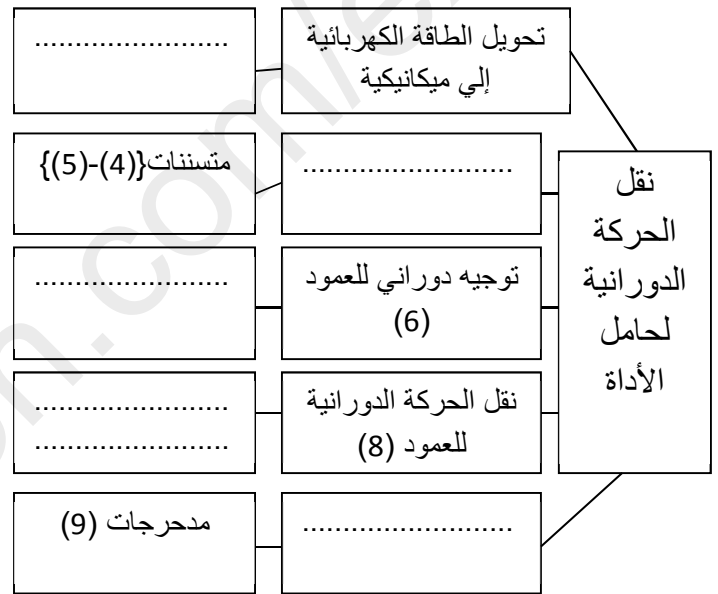 تحويل الطاقة الكهربائية
إلي ميكانيكية
........................
نقل
الحركة
الدورانية
لحامل
الأداة
..........................
متسننات{(4)-(5)}
توجيه دوراني للعمود
(6)
........................
نقل الحركة الدورانية
للعمود (8)
........................
........................
..........................
مدحرجات (9)